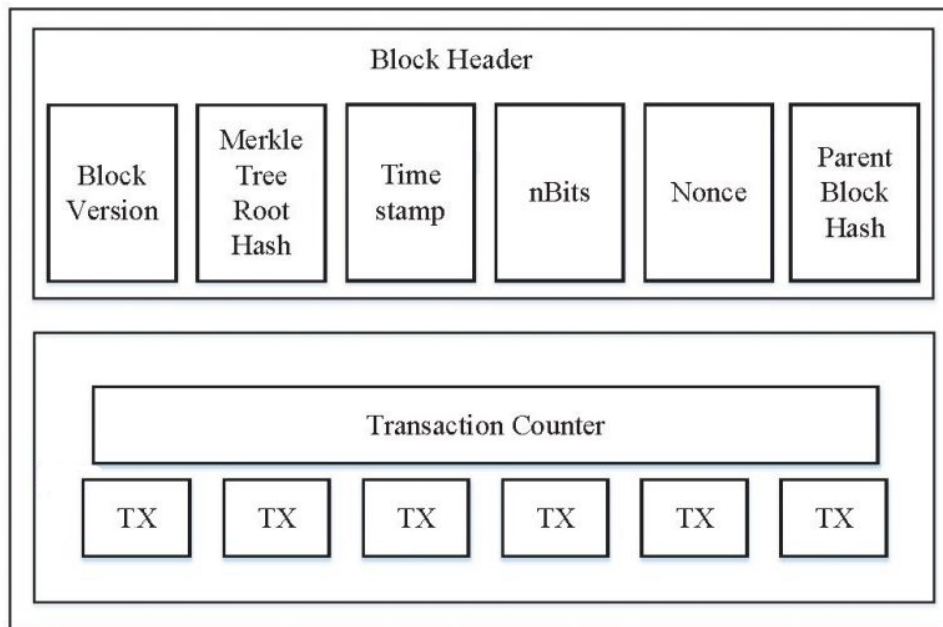 Block Header
Block
Version
Merkle
Tree
Root
Hash
Time
stamp
nBits
Nonce
Parent
Block
Hash
Transaction Counter
TX
TX
TX
TX
TX
TX